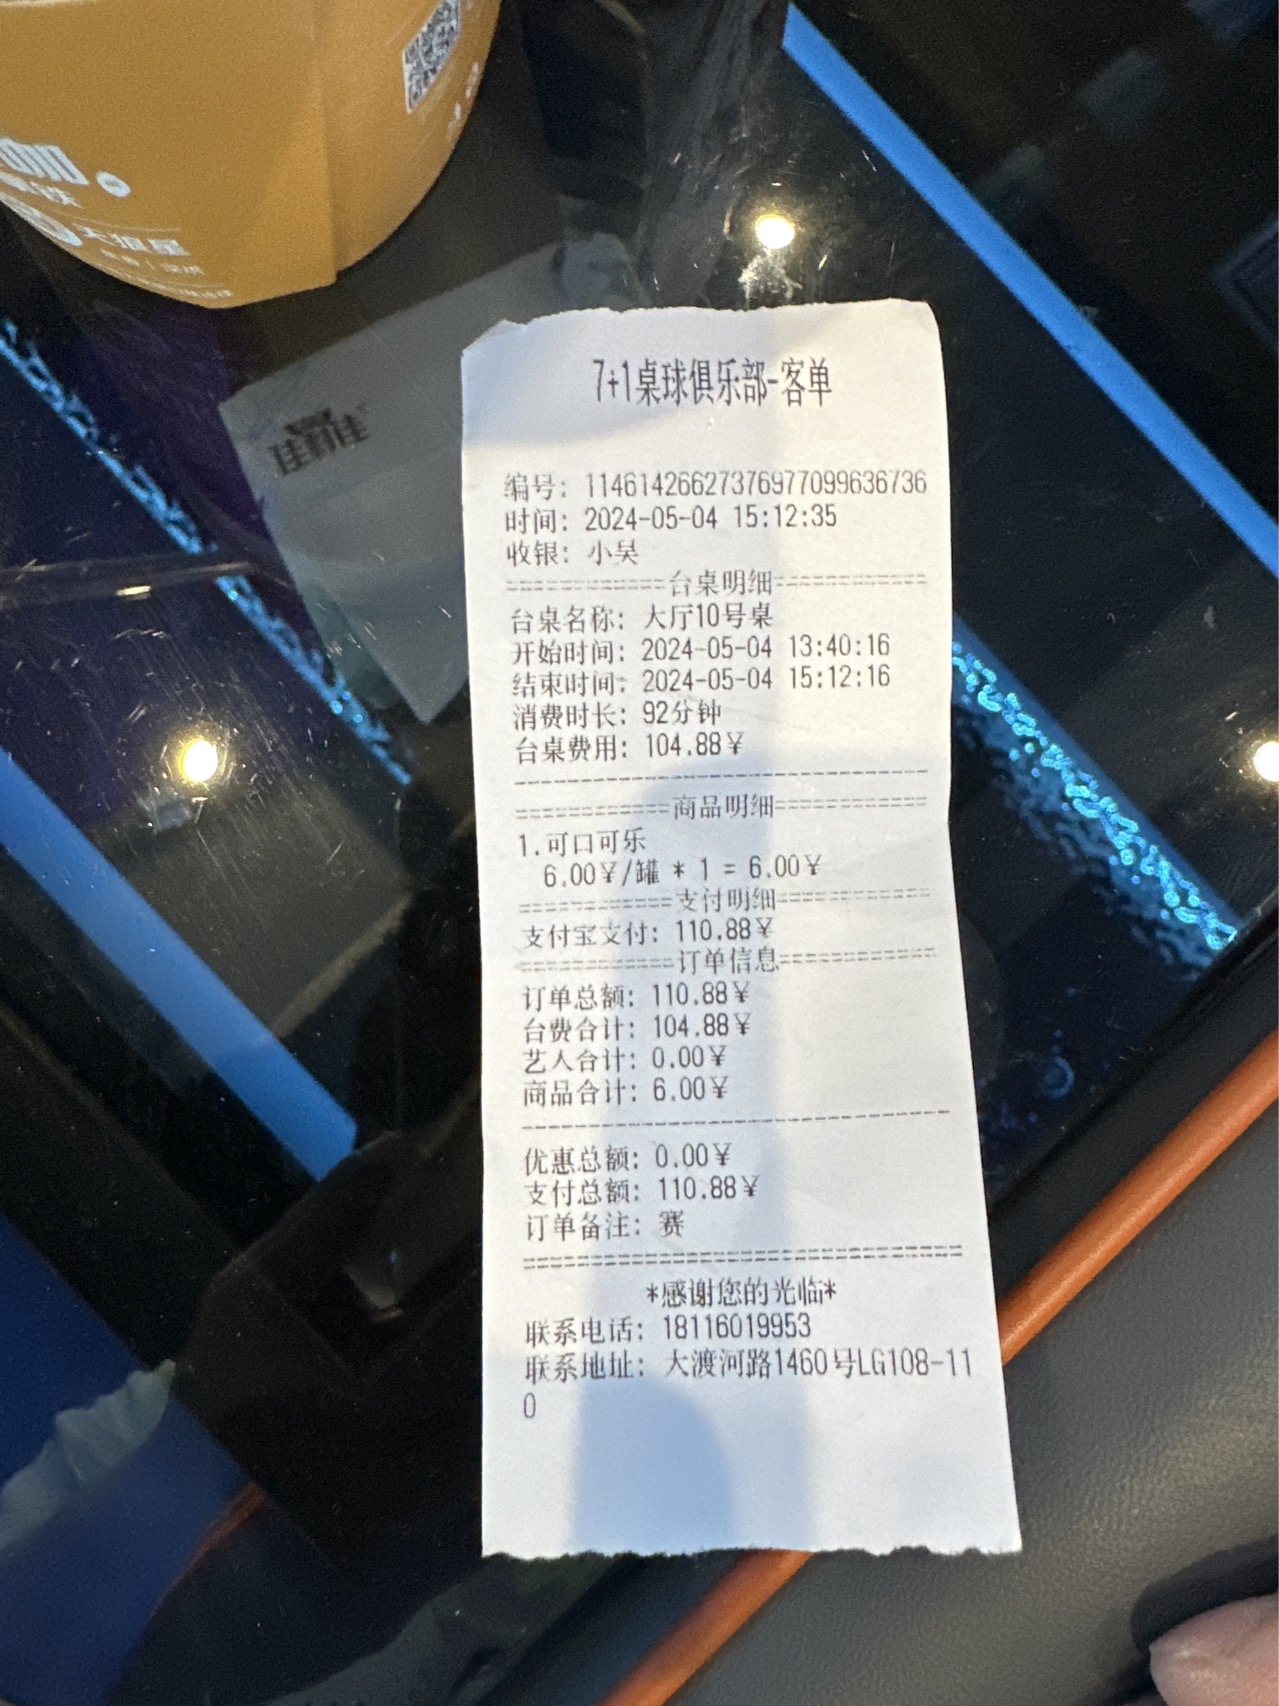 咖。
天猴星
佳
7+1桌球俱乐部-客单
编号: 1146142662737697709963​6736
时间: 2024-05-04 15:12:35
收银: 小吴
============台桌明细============
台桌名称: 大厅10号桌
开始时间: 2024-05-04 13:40:16
结束时间: 2024-05-04 15:12:16
消费时长: 92分钟
台桌费用: 104.88¥
============商品明细============
1.可口可乐
6.00¥/罐 * 1 = 6.00¥
============支付明细============
支付宝支付: 110.88¥
============订单信息============
订单总额: 110.88¥
台费合计: 104.88¥
艺人合计: 0.00¥
商品合计: 6.00¥
优惠总额: 0.00¥
支付总额: 110.88¥
订单备注: 赛
*感谢您的光临*
联系电话: 18116019953
联系地址: 大渡河路1460号LG108-11
0